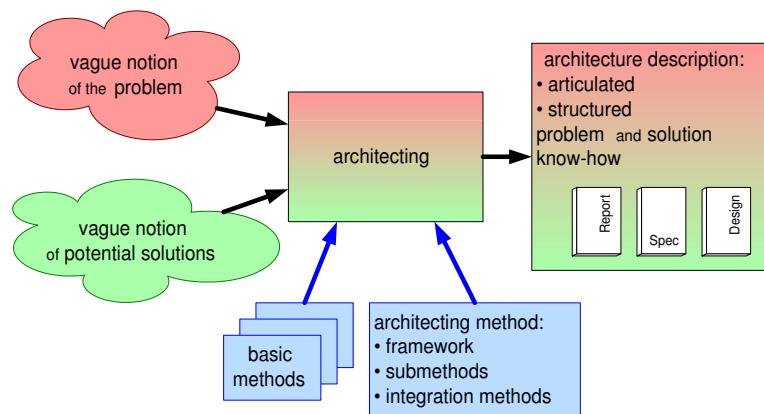 vague notion
of the problem
vague notion
of potential solutions
architecting
architecture description:
• articulated
• structured
problem and solution
know-how
Report
Spec
Design
basic
methods
architecting method:
• framework
• submethods
• integration methods